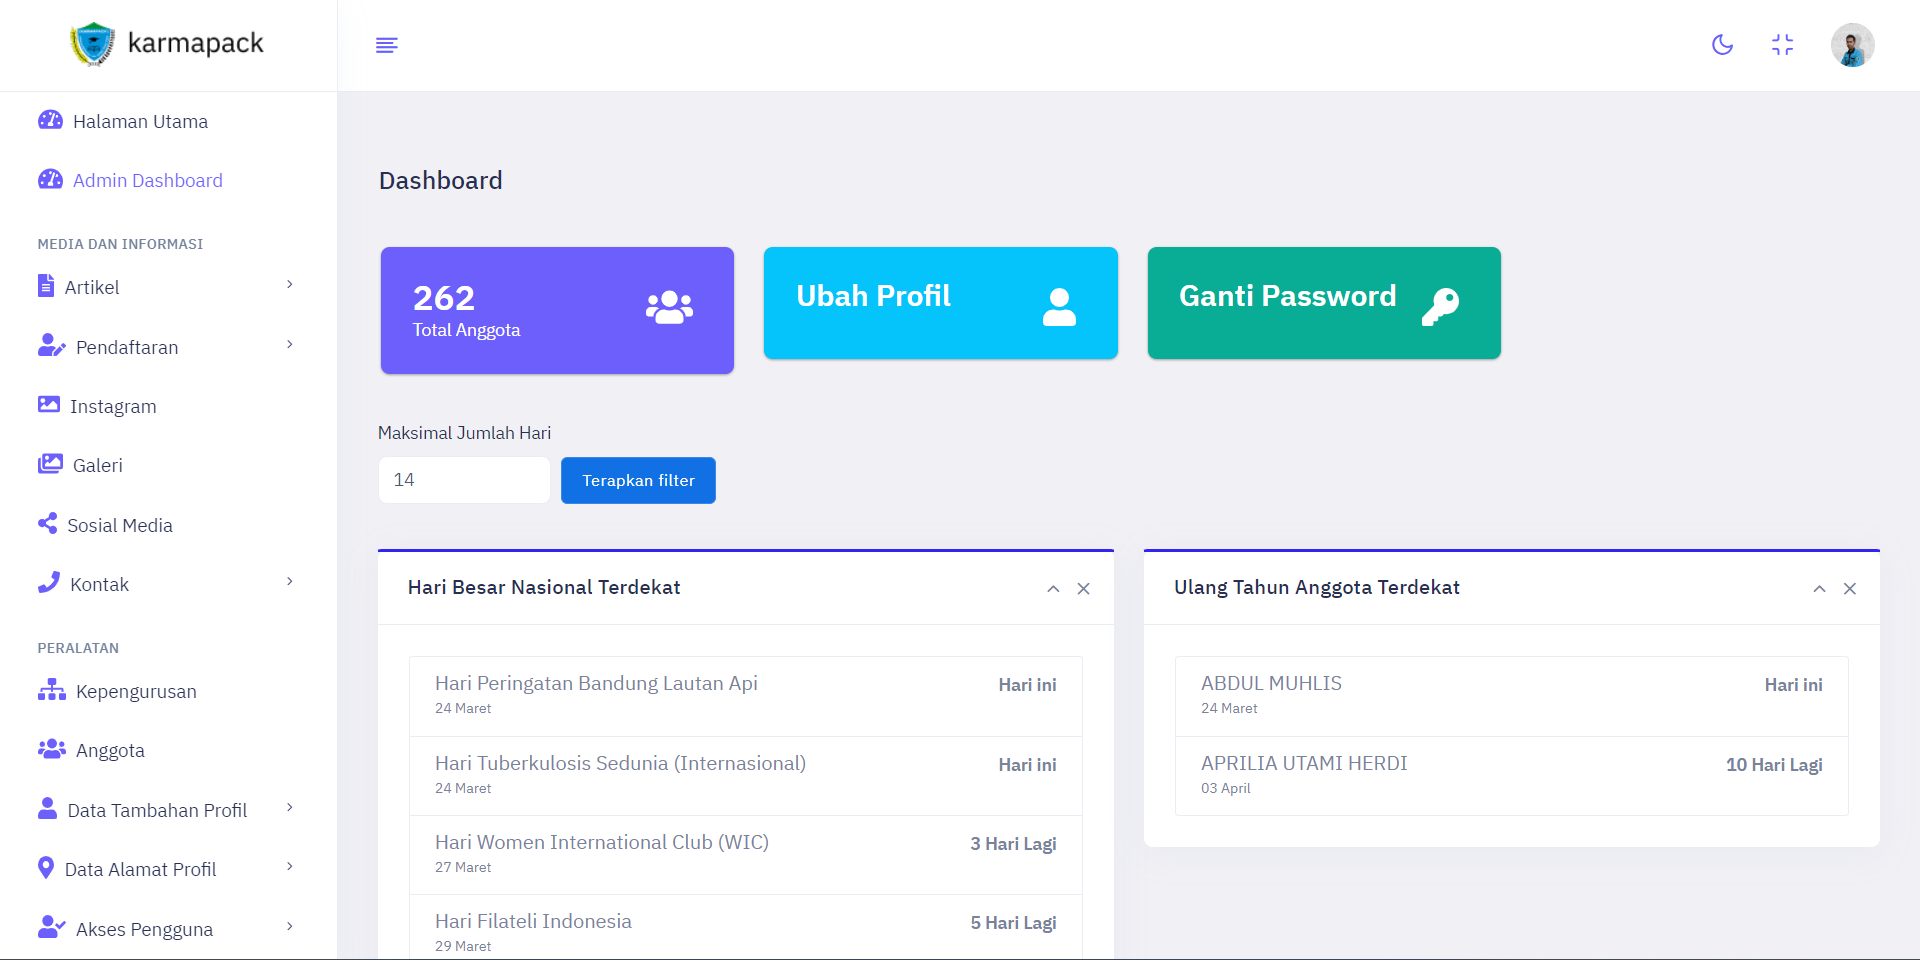 karmapack
Halaman Utama
Admin Dashboard
MEDIA DAN INFORMASI
Artikel
Pendaftaran
Instagram
Galeri
Sosial Media
Kontak
PERALATAN
Kepengurusan
Anggota
Data Tambahan Profil
Data Alamat Profil
Akses Pengguna
Dashboard
262
Total Anggota
Ubah Profil
Ganti Password
Maksimal Jumlah Hari
14
Terapkan filter
Hari Besar Nasional Terdekat
Hari Peringatan Bandung Lautan Api
Hari ini
24 Maret
Hari Tuberkulosis Sedunia (Internasional)
Hari ini
24 Maret
Hari Women International Club (WIC)
3 Hari Lagi
27 Maret
Hari Filateli Indonesia
5 Hari Lagi
29 Maret
Ulang Tahun Anggota Terdekat
ABDUL MUHLIS
Hari ini
24 Maret
APRILIA UTAMI HERDI
10 Hari Lagi
03 April